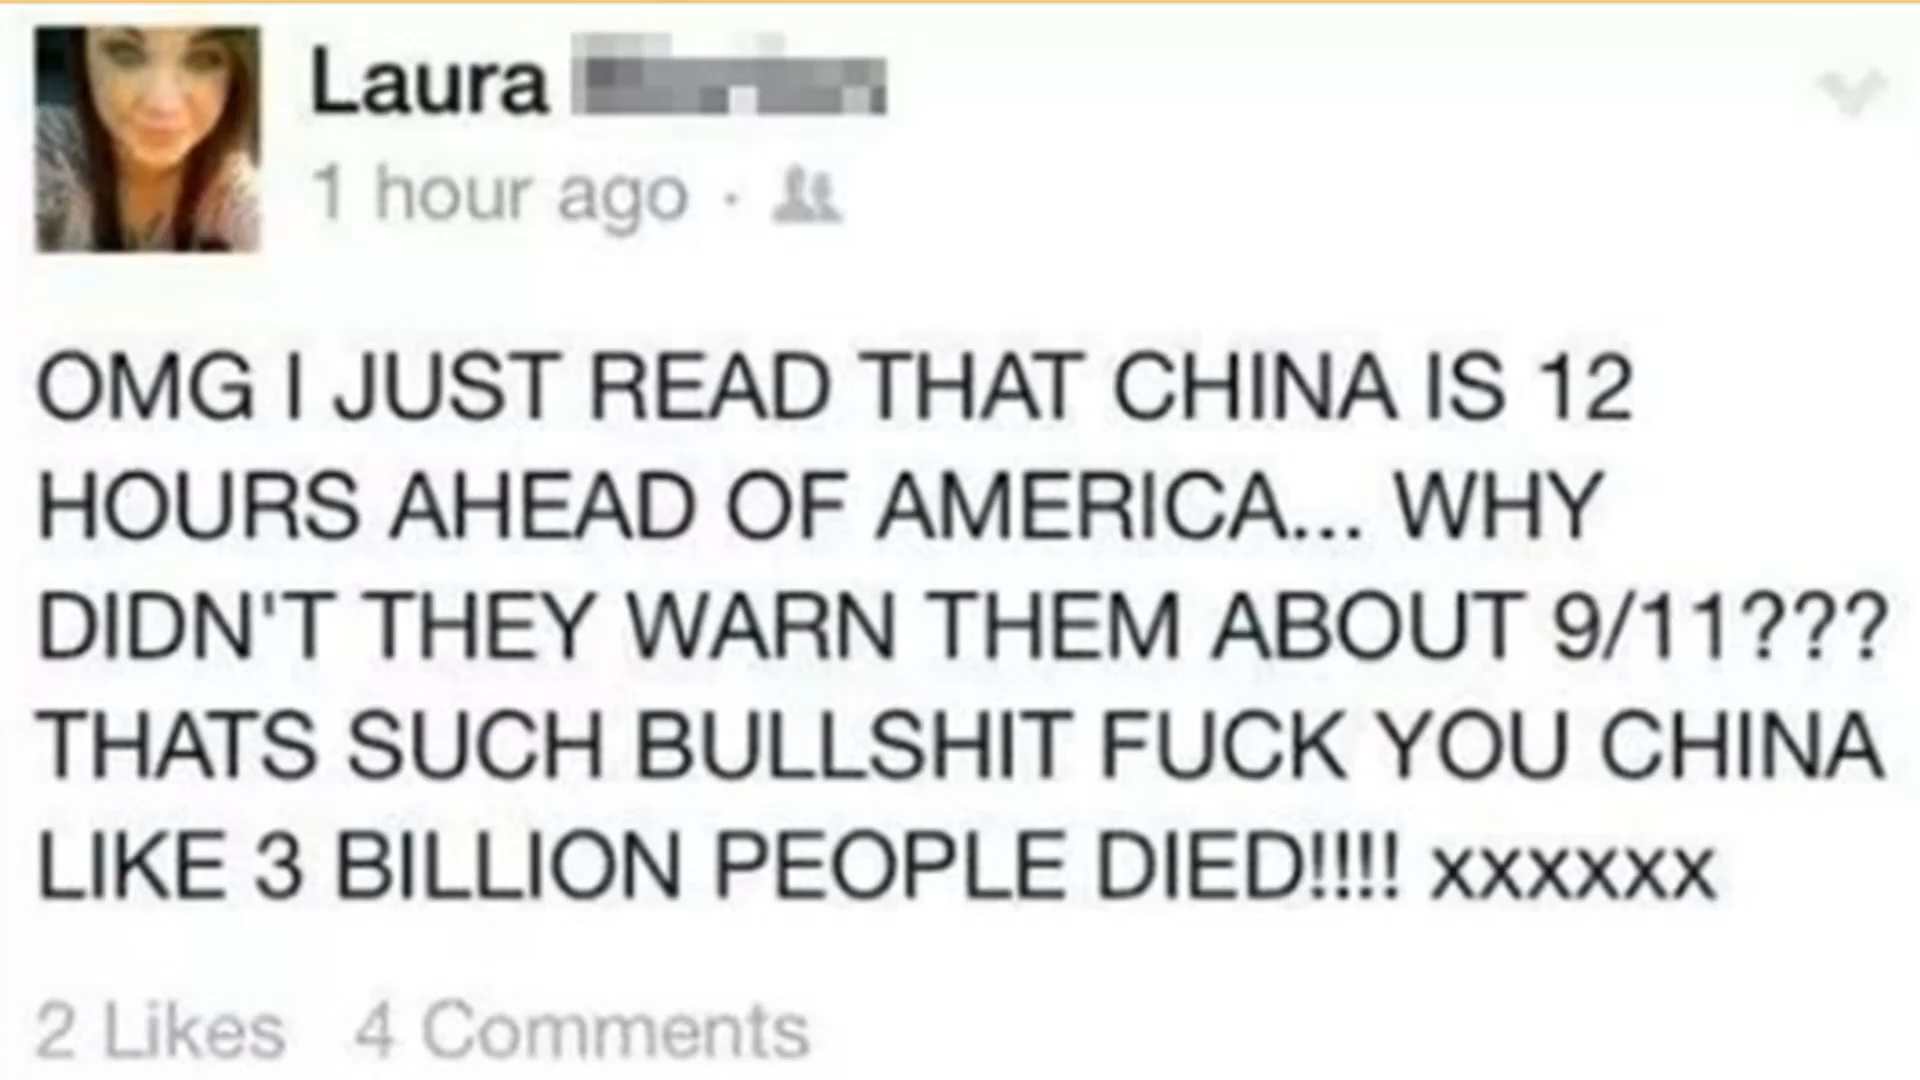 Laura
1 hour ago ·
OMG I JUST READ THAT CHINA IS 12
HOURS AHEAD OF AMERICA... WHY
DIDN'T THEY WARN THEM ABOUT 9/11???
THATS SUCH BULLSHIT FUCK YOU CHINA
LIKE 3 BILLION PEOPLE DIED!!!! xxxxxx
2 Likes 4 Comments